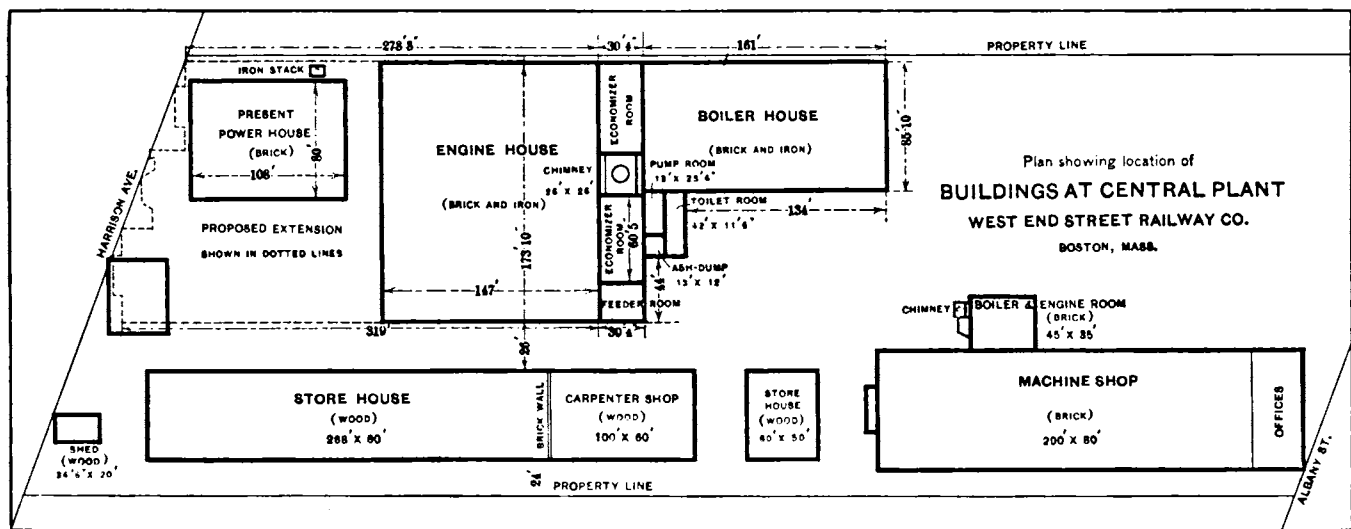 278' 8"
30' 4"
161'
PROPERTY LINE
IRON STACK
PRESENT
POWER HOUSE
(BRICK)
80'
108'
PROPOSED EXTENSION
SHOWN IN DOTTED LINES
HARRISON AVE.
ENGINE HOUSE
(BRICK AND IRON)
173' 10"
147'
319'
26'
ECONOMIZER
ROOM
CHIMNEY
26' X 26'
ECONOMIZER
ROOM
60' 5
FEEDER ROOM
30' 4"
44'
BOILER HOUSE
(BRICK AND IRON)
85' 10"
PUMP ROOM
13' X 25' 6"
TOILET ROOM
42' X 11' 6"
134'
ASH-DUMP
13' X 12'
Plan showing location of
BUILDINGS AT CENTRAL PLANT
WEST END STREET RAILWAY CO.
BOSTON, MASS.
CHIMNEY
BOILER & ENGINE ROOM
(BRICK)
45' X 35'
STORE HOUSE
(WOOD)
268' X 60'
BRICK WALL
CARPENTER SHOP
(WOOD)
100' X 60'
STORE
HOUSE
(WOOD)
60' X 50'
MACHINE SHOP
(BRICK)
200' X 80'
OFFICES
SHED
(WOOD)
34' 6" X 20'
24'
PROPERTY LINE
ALBANY ST.